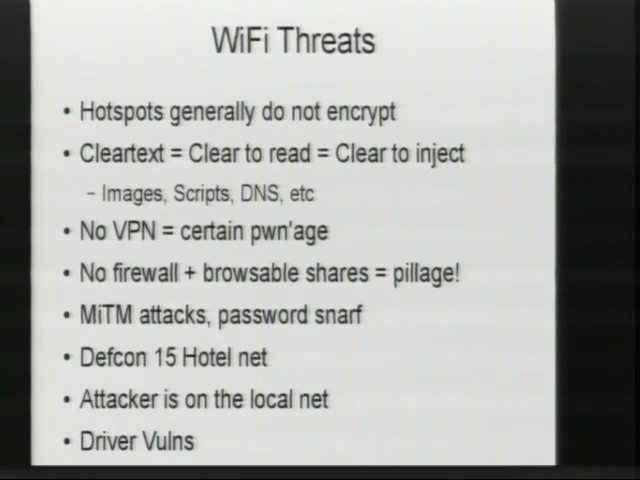 WiFi Threats
• Hotspots generally do not encrypt
• Cleartext = Clear to read = Clear to inject
– Images, Scripts, DNS, etc
• No VPN = certain pwn'age
• No firewall + browsable shares = pillage!
• MiTM attacks, password snarf
• Defcon 15 Hotel net
• Attacker is on the local net
• Driver Vulns